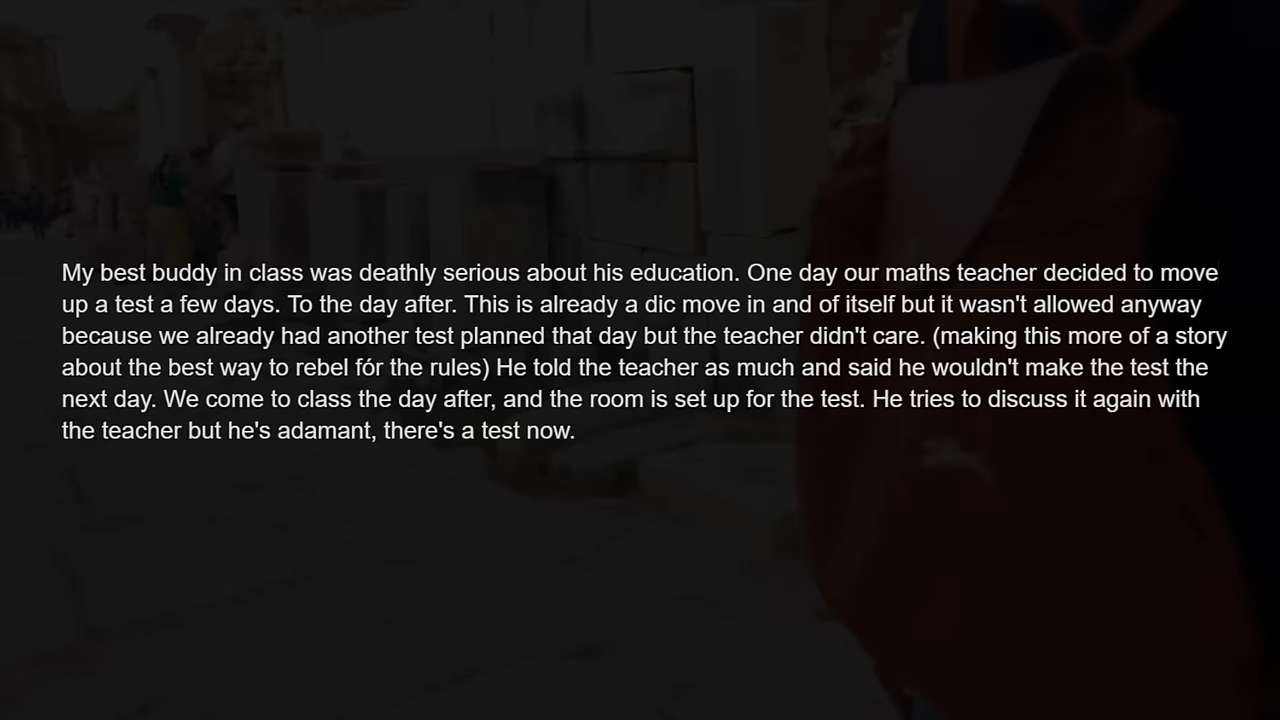 My best buddy in class was deathly serious about his education. One day our maths teacher decided to move
up a test a few days. To the day after. This is already a dic move in and of itself but it wasn't allowed anyway
because we already had another test planned that day but the teacher didn't care. (making this more of a story
about the best way to rebel fór the rules) He told the teacher as much and said he wouldn't make the test the
next day. We come to class the day after, and the room is set up for the test. He tries to discuss it again with
the teacher but he's adamant, there's a test now.